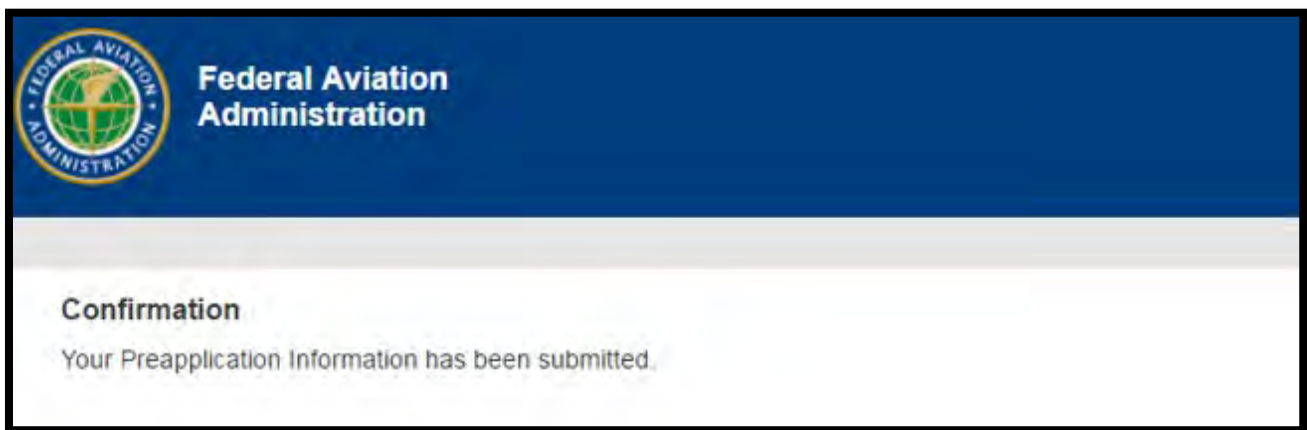 FEDERAL AVIATION
ADMINISTRATION
Federal Aviation
Administration
Confirmation
Your Preapplication Information has been submitted.